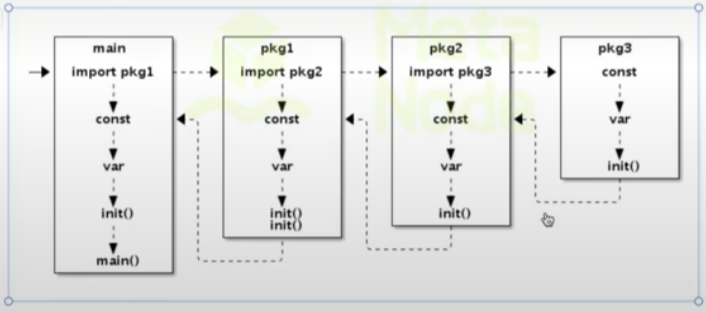 Meta
Node
main
import pkg1
const
var
init()
main()
pkg1
import pkg2
const
var
init()
init()
pkg2
import pkg3
const
var
init()
pkg3
const
var
init()